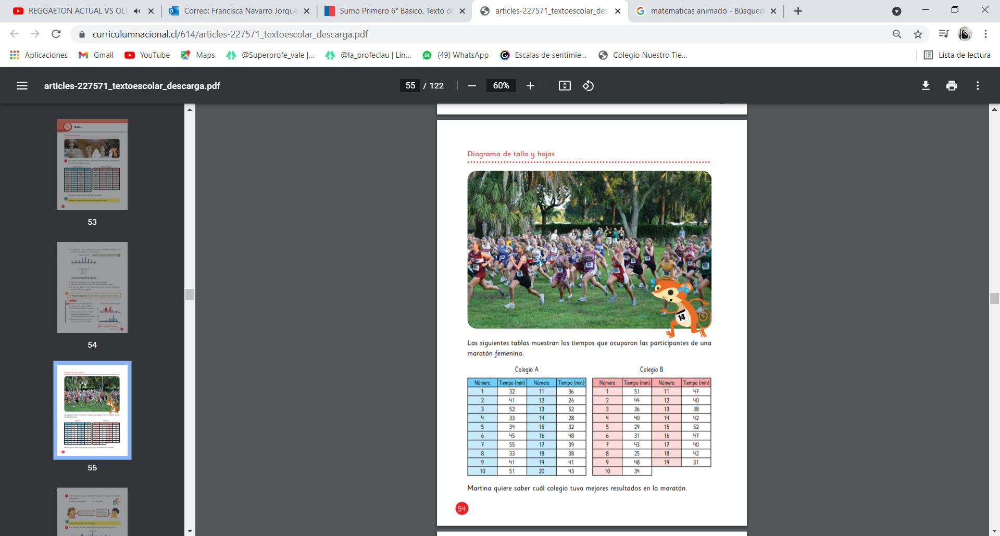 REGGAETON ACTUAL VS OLD
Correo: Francisca Navarro Jorque
Sumo Primero 6° Básico, Texto de
articles-227571_textoescolar_des
matematicas animado - Búsqued
curriculumnacional.cl/614/articles-227571_textoescolar_descarga.pdf
Aplicaciones
Gmail
YouTube
Maps
@Superprofe_vale |...
@la_profeclau | Lin...
44
(49) WhatsApp
Escalas de sentimie...
Colegio Nuestro Tie...
Lista de lectura
articles-227571_textoescolar_descarga.pdf
55 / 122
60%
14 Datos
53
54
55
Diagrama de tallo y hojas
14
Las siguientes tablas muestran los tiempos que ocuparon las participantes de una
maratón femenina.
Colegio A
Número Tiempo (min) Número Tiempo (min)
1 32 11 36
2 41 12 26
3 52 13 52
4 33 14 28
5 34 15 32
6 45 16 48
7 55 17 39
8 33 18 38
9 41 19 41
10 51 20 43
Colegio B
Número Tiempo (min) Número Tiempo (min)
1 51 11 47
2 44 12 40
3 36 13 38
4 40 14 42
5 29 15 52
6 31 16 47
7 43 17 40
8 25 18 42
9 48 19 31
10 34
Martina quiere saber cuál colegio tuvo mejores resultados en la maratón.
54